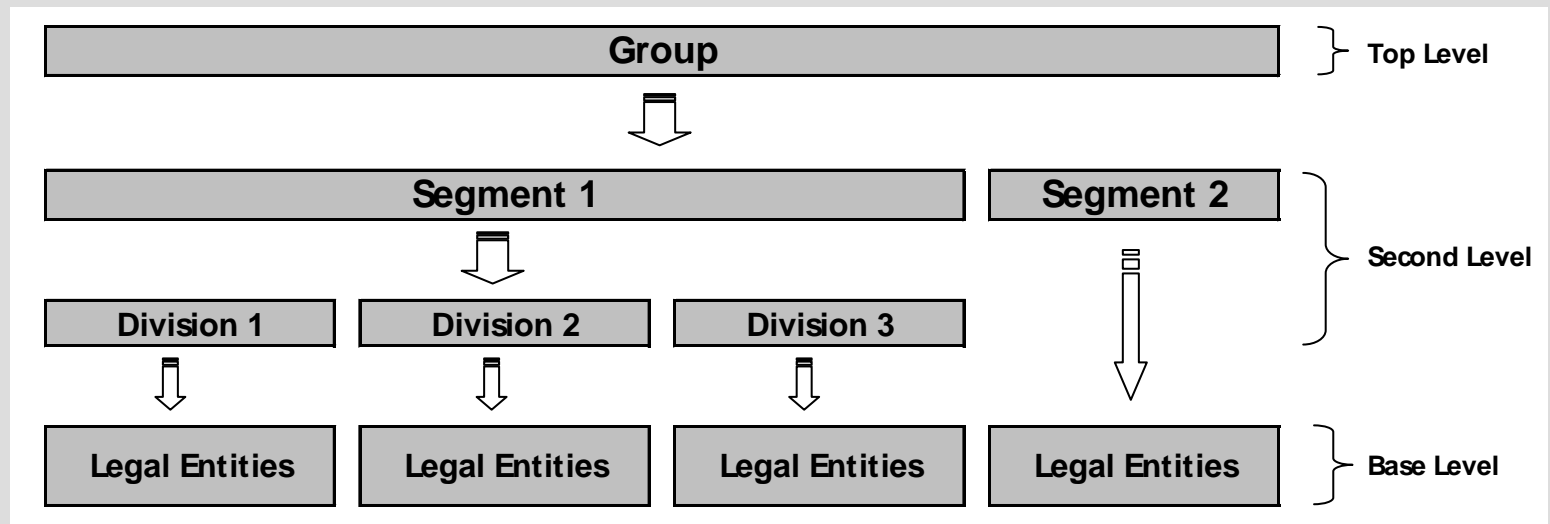 Group
Top Level
Segment 1
Segment 2
Second Level
Division 1
Division 2
Division 3
Legal Entities
Legal Entities
Legal Entities
Legal Entities
Base Level